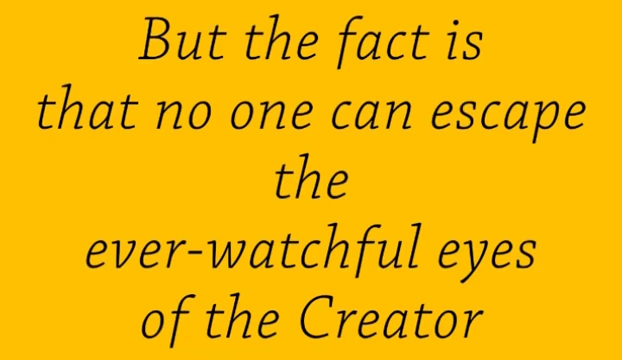 But the fact is
that no one can escape
the
ever-watchful eyes
of the Creator